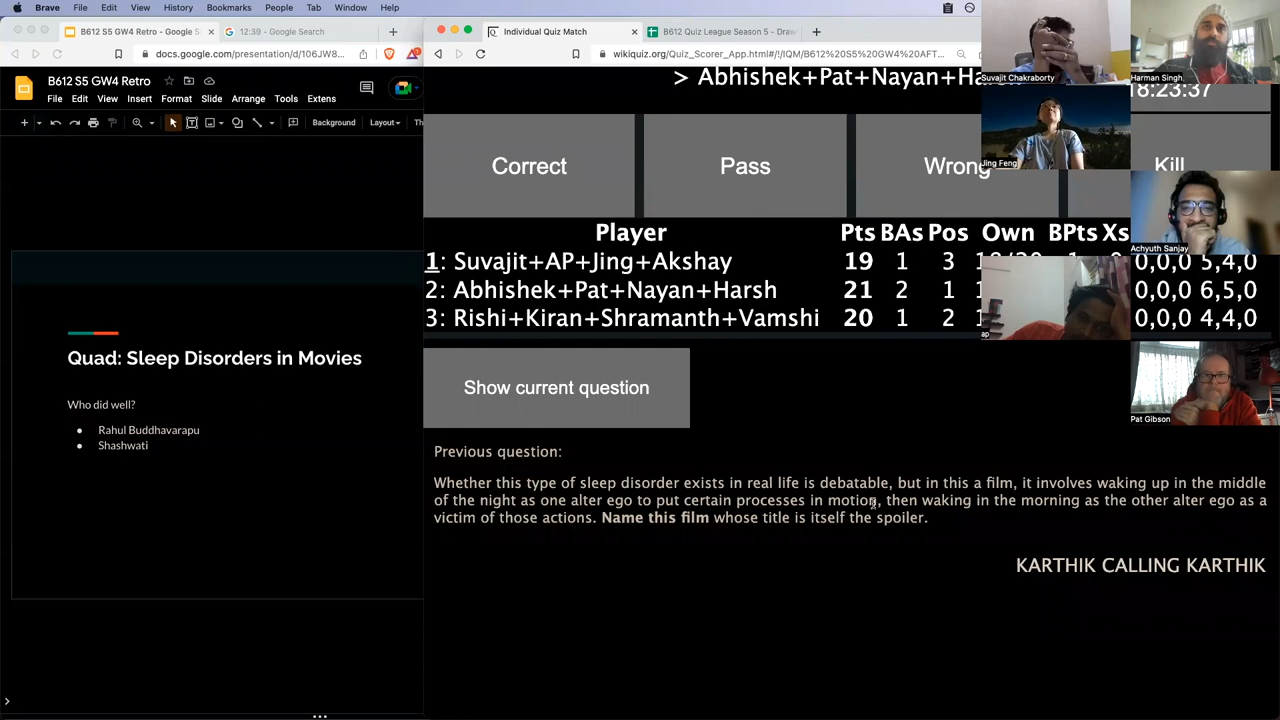 Brave File Edit View History Bookmarks People Tab Window Help
B612 S5 GW4 Retro - Google S
12:39 - Google Search
docs.google.com/presentation/d/106JW8...
B612 S5 GW4 Retro
File Edit View Insert Format Slide Arrange Tools Extens
Background Layout Th
Quad: Sleep Disorders in Movies
Who did well?
● Rahul Buddhavarapu
● Shashwati
Individual Quiz Match
B612 Quiz League Season 5 - Draw
wikiquiz.org/Quiz_Scorer_App.html#/!/IQM/B612%20S5%20GW4%20AFT...
> Abhishek+Pat+Nayan+Ha
18:23:37
Correct Pass Wrong Kill
Player Pts BAs Pos Own BPts Xs
1: Suvajit+AP+Jing+Akshay 19 1 3 0,0,0 5,4,0
2: Abhishek+Pat+Nayan+Harsh 21 2 1 0,0,0 6,5,0
3: Rishi+Kiran+Shramanth+Vamshi 20 1 2 0,0,0 4,4,0
Show current question
Previous question:
Whether this type of sleep disorder exists in real life is debatable, but in this a film, it involves waking up in the middle
of the night as one alter ego to put certain processes in motion, then waking in the morning as the other alter ego as a
victim of those actions. Name this film whose title is itself the spoiler.
KARTHIK CALLING KARTHIK
Suvajit Chakraborty
Harman Singh
Jing Feng
Achyuth Sanjay
ap
Pat Gibson